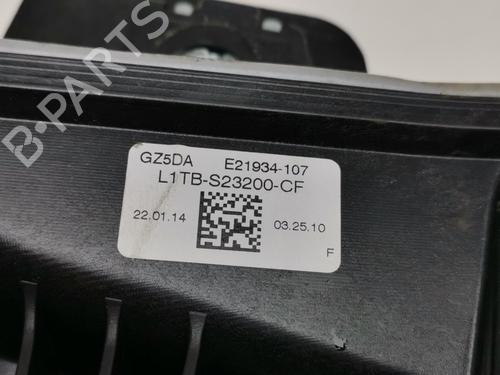 B-PARTS
GZ5DA E21934-107
L1TB-S23200-CF
22.01.14 03.25.10
F